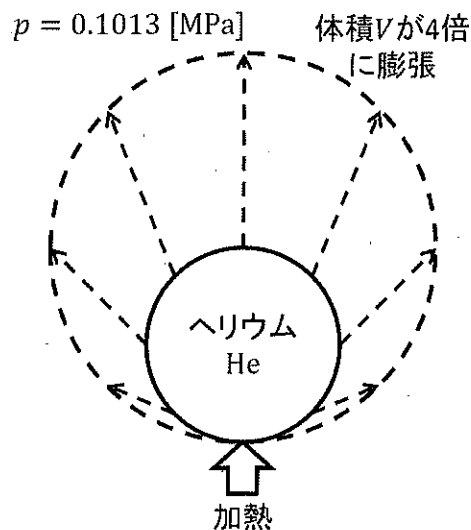 p = 0.1013 [MPa]
体積Vが4倍
に膨張
ヘリウム
He
加熱